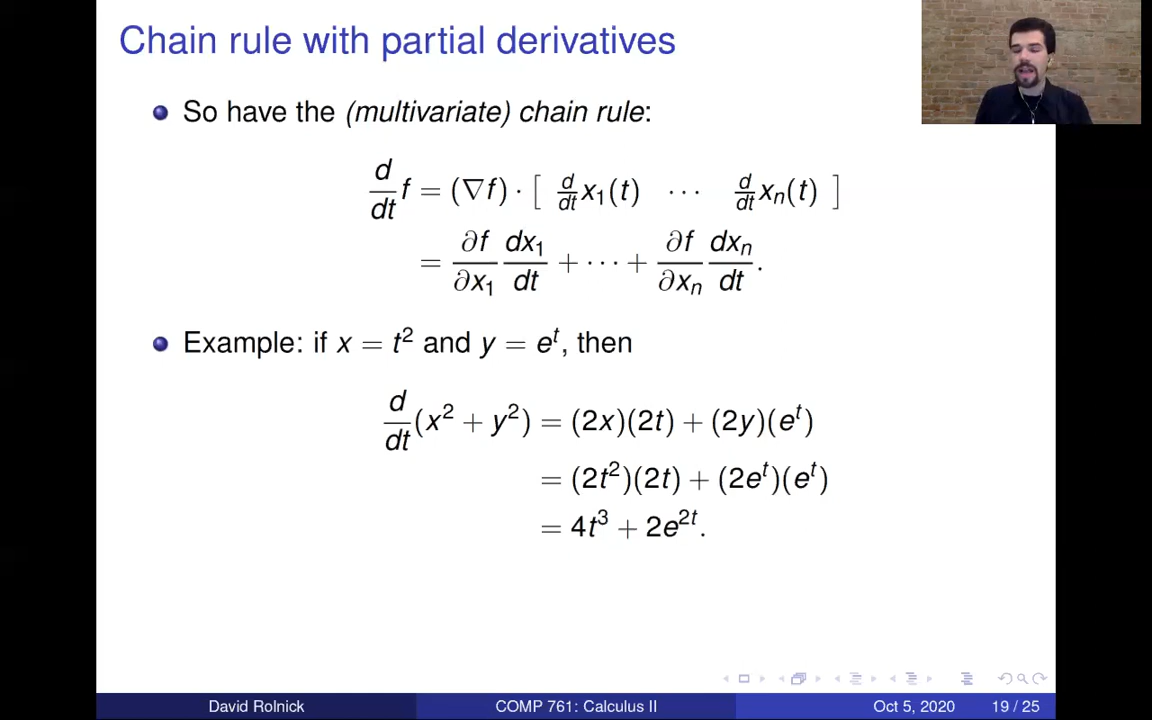 Chain rule with partial derivatives
So have the (multivariate) chain rule:
d/dt f = (∇f) · [ d/dt x₁(t) ⋯ d/dt xₙ(t) ]
= ∂f/∂x₁ dx₁/dt + ⋯ + ∂f/∂xₙ dxₙ/dt.
Example: if x = t² and y = eᵗ, then
d/dt (x² + y²) = (2x)(2t) + (2y)(eᵗ)
= (2t²)(2t) + (2eᵗ)(eᵗ)
= 4t³ + 2e²ᵗ.
David Rolnick COMP 761: Calculus II Oct 5, 2020 19 / 25